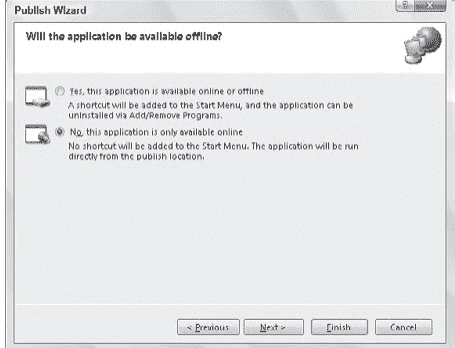 Publish Wizard
Will the application be available offline?
Yes, this application is available online or offline
A shortcut will be added to the Start Menu, and the application can be
uninstalled via Add/Remove Programs.
No, this application is only available online
No shortcut will be added to the Start Menu. The application will be run
directly from the publish location.
< Previous
Next >
Finish
Cancel